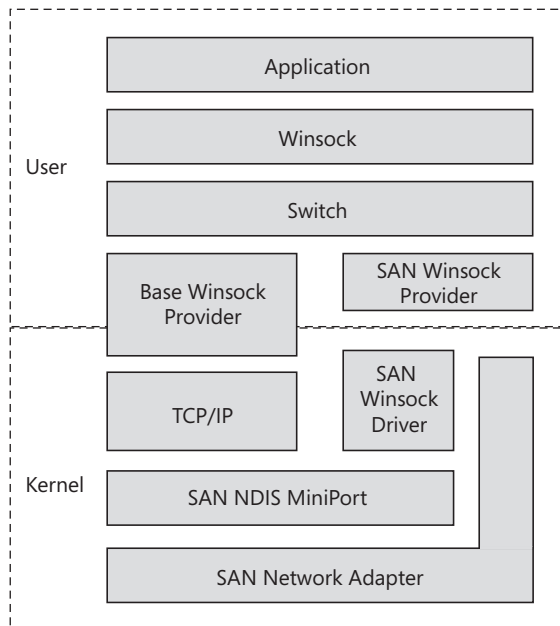 Application
Winsock
User
Switch
Base Winsock
Provider
SAN Winsock
Provider
TCP/IP
SAN
Winsock
Driver
Kernel
SAN NDIS MiniPort
SAN Network Adapter